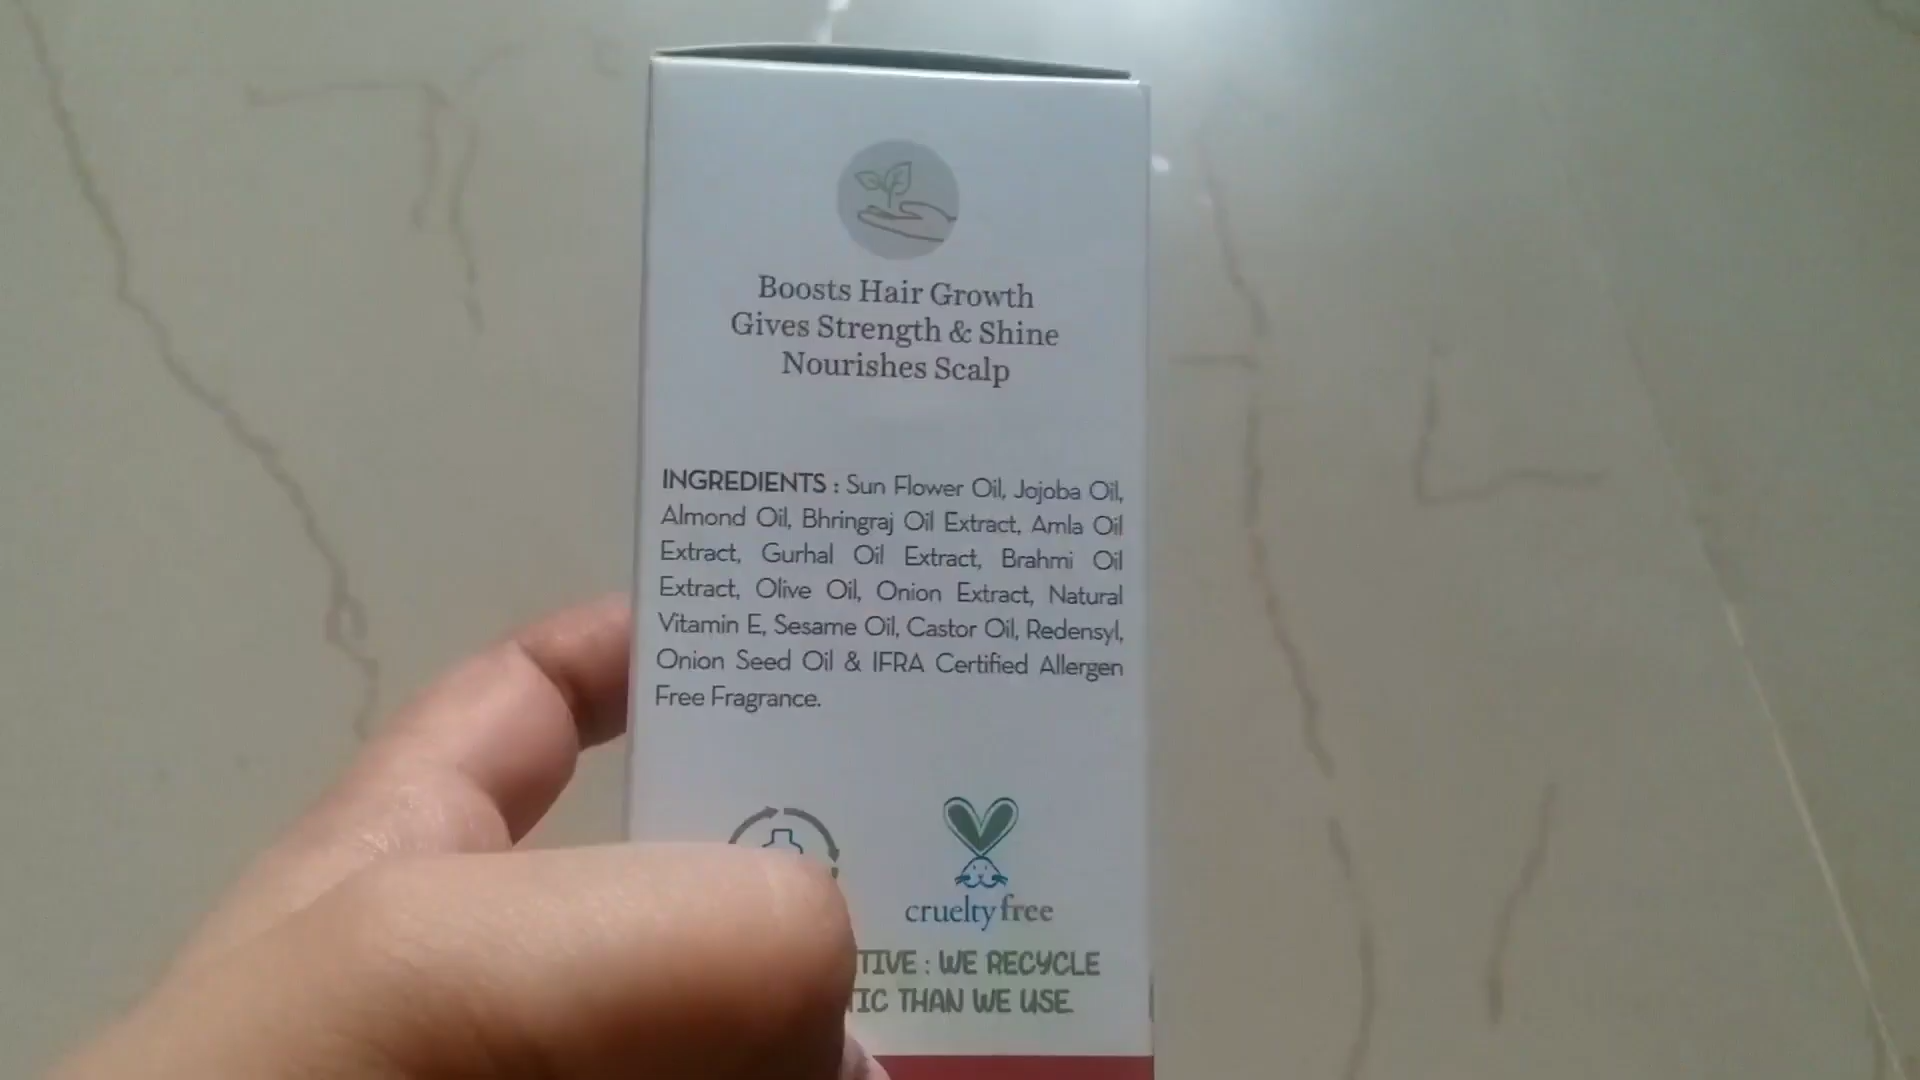 Boosts Hair Growth
Gives Strength & Shine
Nourishes Scalp
INGREDIENTS : Sun Flower Oil, Jojoba Oil,
Almond Oil, Bhringraj Oil Extract, Amla Oil
Extract, Gurhal Oil Extract, Brahmi Oil
Extract, Olive Oil, Onion Extract, Natural
Vitamin E, Sesame Oil, Castor Oil, Redensyl,
Onion Seed Oil & IFRA Certified Allergen
Free Fragrance.
cruelty free
: WE RECYCLE
THAN WE USE